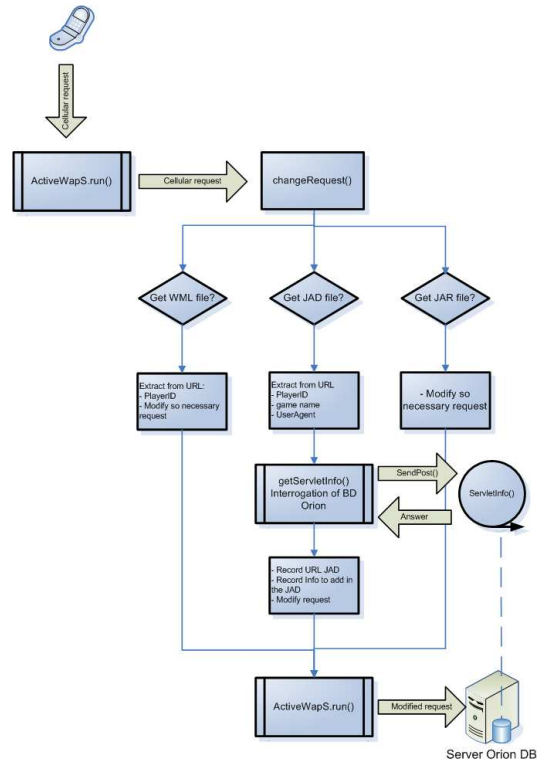 Cellular request
ActiveWapS.run()
Cellular request
changeRequest()
Get WML file?
Get JAD file?
Get JAR file?
Extract from URL:
- PlayerID
- Modify so necessary
request
Extract from URL
- PlayerID
- game name
- UserAgent
- Modify so
necessary request
getServletInfo()
Interrogation of BD
Orion
SendPost()
ServletInfo()
Answer
- Record URL JAD
- Record Info to add in
the JAD
- Modify request
ActiveWapS.run()
Modified request
Server Orion DB